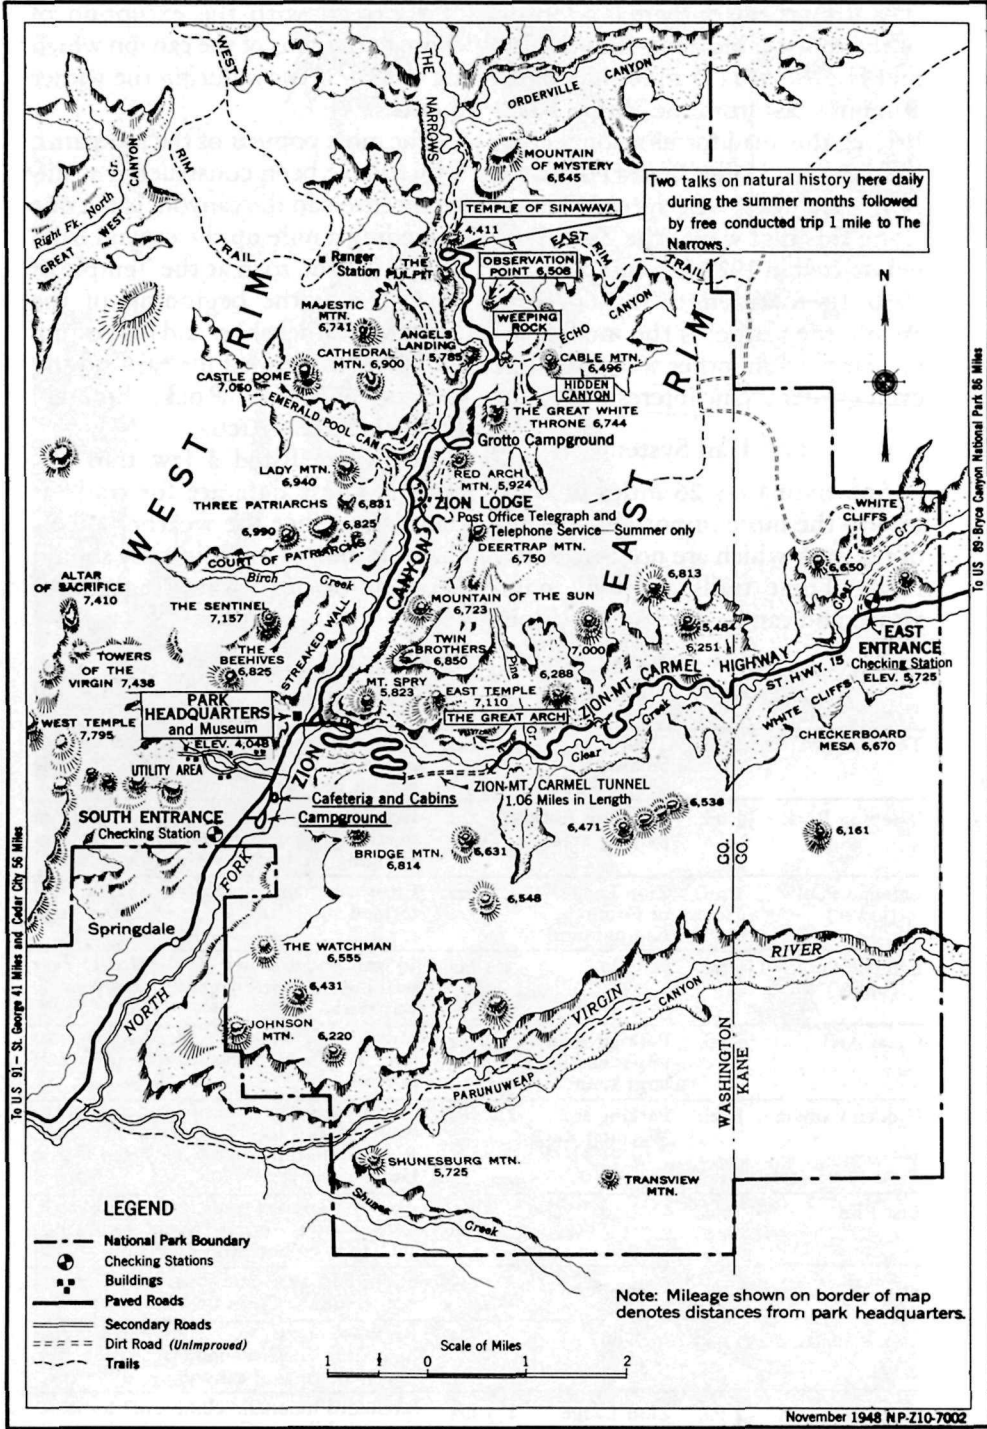 WEST
RIM
TRAIL
THE
NARROWS
ORDERVILLE
CANYON
MOUNTAIN
OF MYSTERY
6,545
Right Fk. North Cr.
GREAT WEST CANYON
Two talks on natural history here daily
during the summer months followed
by free conducted trip 1 mile to The
Narrows.
TEMPLE OF SINAWAVA
4,411
EAST RIM
TRAIL
Ranger
Station
THE
PULPIT
OBSERVATION
POINT 6,508
MAJESTIC
MTN.
6,741
WEEPING
ROCK
ECHO
CANYON
ANGELS
LANDING
5,785
CATHEDRAL
MTN. 6,900
CABLE MTN.
6,496
CASTLE DOME
7,050
HIDDEN
CANYON
EMERALD POOL CAN
THE GREAT WHITE
THRONE 6,744
Grotto Campground
WEST RIM
EAST RIM
LADY MTN.
6,940
RED ARCH
MTN. 5,924
ZION LODGE
THREE PATRIARCHS
6,831
6,825
6,990
Post Office Telegraph and
Telephone Service—Summer only
WHITE
CLIFFS
COURT OF PATRIARCHS
DEERTRAP MTN.
6,750
Birch Creek
CANYON
6,813
6,650
Clear Cr
ALTAR
OF SACRIFICE
7,410
MOUNTAIN OF THE SUN
6,723
THE SENTINEL
7,157
STREAKED WALL
5,484
6,251
7,000
EAST
ENTRANCE
Checking Station
ELEV. 5,725
TOWERS
OF THE
VIRGIN 7,438
THE
BEEHIVES
6,825
TWIN
BROTHERS
6,850
Pine
Cr.
6,288
ZION-MT. CARMEL HIGHWAY
ST. HWY. 15
MT. SPRY
5,823
EAST TEMPLE
7,110
PARK
HEADQUARTERS
and Museum
ELEV. 4,048
THE GREAT ARCH
WHITE CLIFFS
WEST TEMPLE
7,795
Clear Creek
CHECKERBOARD
MESA 6,670
ZION
UTILITY AREA
ZION-MT. CARMEL TUNNEL
1.06 Miles in Length
Cafeteria and Cabins
Campground
SOUTH ENTRANCE
Checking Station
6,536
6,471
6,161
BRIDGE MTN.
6,814
6,631
CO.
CO.
6,548
NORTH FORK
Springdale
THE WATCHMAN
6,555
VIRGIN RIVER
6,431
CANYON
JOHNSON
MTN.
6,220
PARUNUWEAP
WASHINGTON
KANE
SHUNESBURG MTN.
5,725
TRANSVIEW
MTN.
Shunes Creek
To U.S 91 – St. George 41 Miles and Cedar City 56 Miles
To US 89-Bryce Canyon National Park 86 Miles
N
LEGEND
National Park Boundary
Checking Stations
Buildings
Paved Roads
Secondary Roads
Dirt Road (Unimproved)
Trails
Note: Mileage shown on border of map
denotes distances from park headquarters.
Scale of Miles
1 1 0 1 2
November 1948 NP-Z10-7002